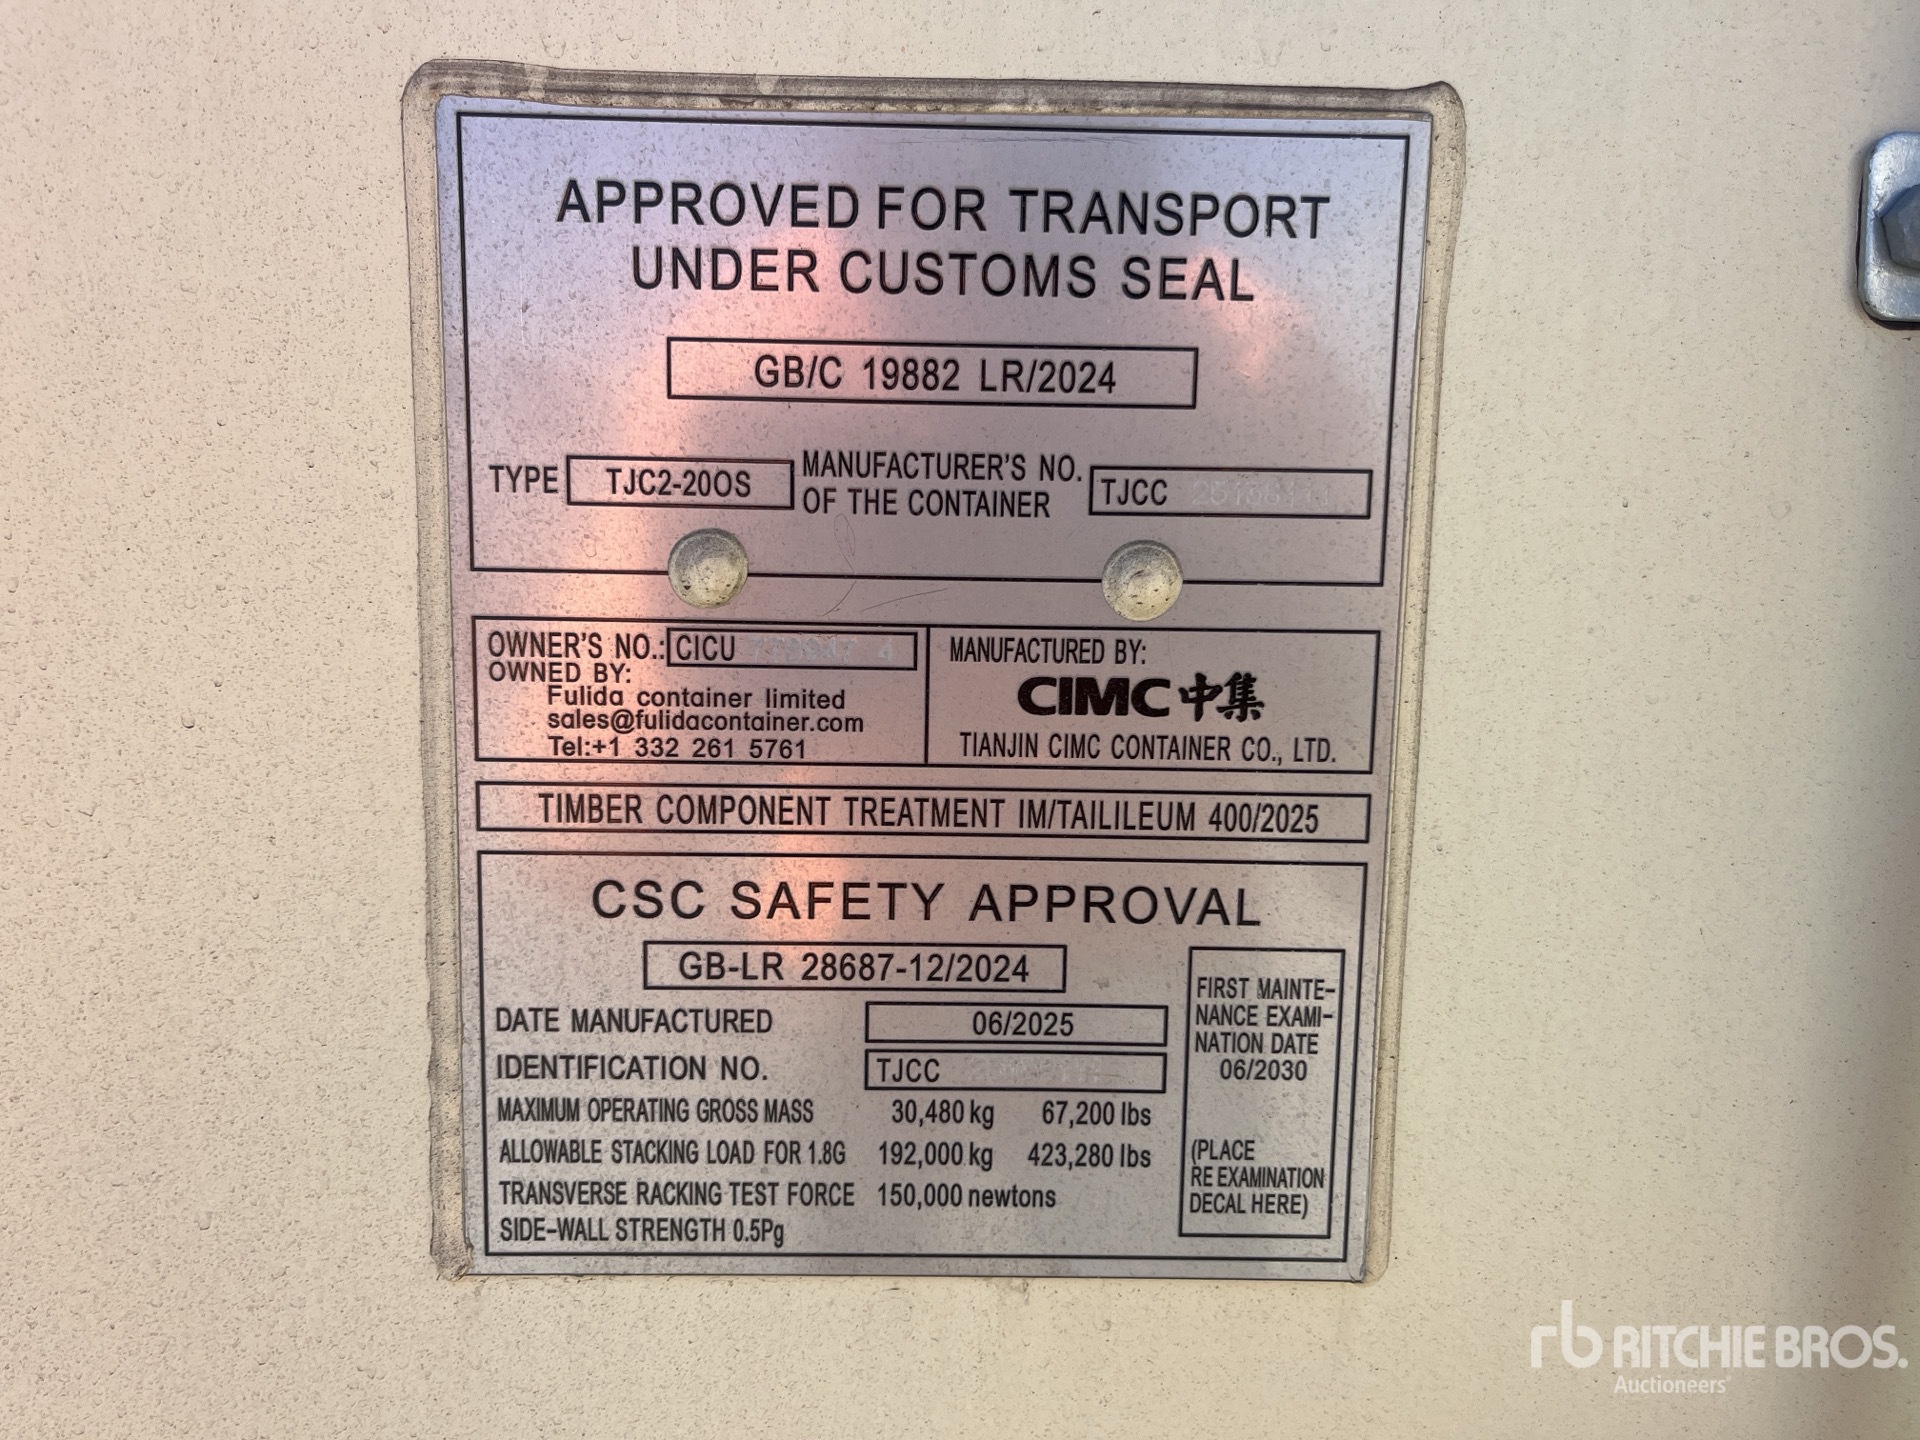 APPROVED FOR TRANSPORT
UNDER CUSTOMS SEAL
GB/C 19882 LR/2024
TYPE TJC2-20OS
MANUFACTURER'S NO.
OF THE CONTAINER
TJCC
OWNER'S NO.: CICU
OWNED BY:
Fulida container limited
sales@fulidacontainer.com
Tel:+1 332 261 5761
MANUFACTURED BY:
CIMC中集
TIANJIN CIMC CONTAINER CO., LTD.
TIMBER COMPONENT TREATMENT IM/TAILILEUM 400/2025
CSC SAFETY APPROVAL
GB-LR 28687-12/2024
DATE MANUFACTURED 06/2025
IDENTIFICATION NO. TJCC
MAXIMUM OPERATING GROSS MASS 30,480 kg 67,200 lbs
ALLOWABLE STACKING LOAD FOR 1.8G 192,000 kg 423,280 lbs
TRANSVERSE RACKING TEST FORCE 150,000 newtons
SIDE-WALL STRENGTH 0.5Pg
FIRST MAINTE-
NANCE EXAMI-
NATION DATE
06/2030
(PLACE
RE EXAMINATION
DECAL HERE)
rb RITCHIE BROS.
Auctioneers